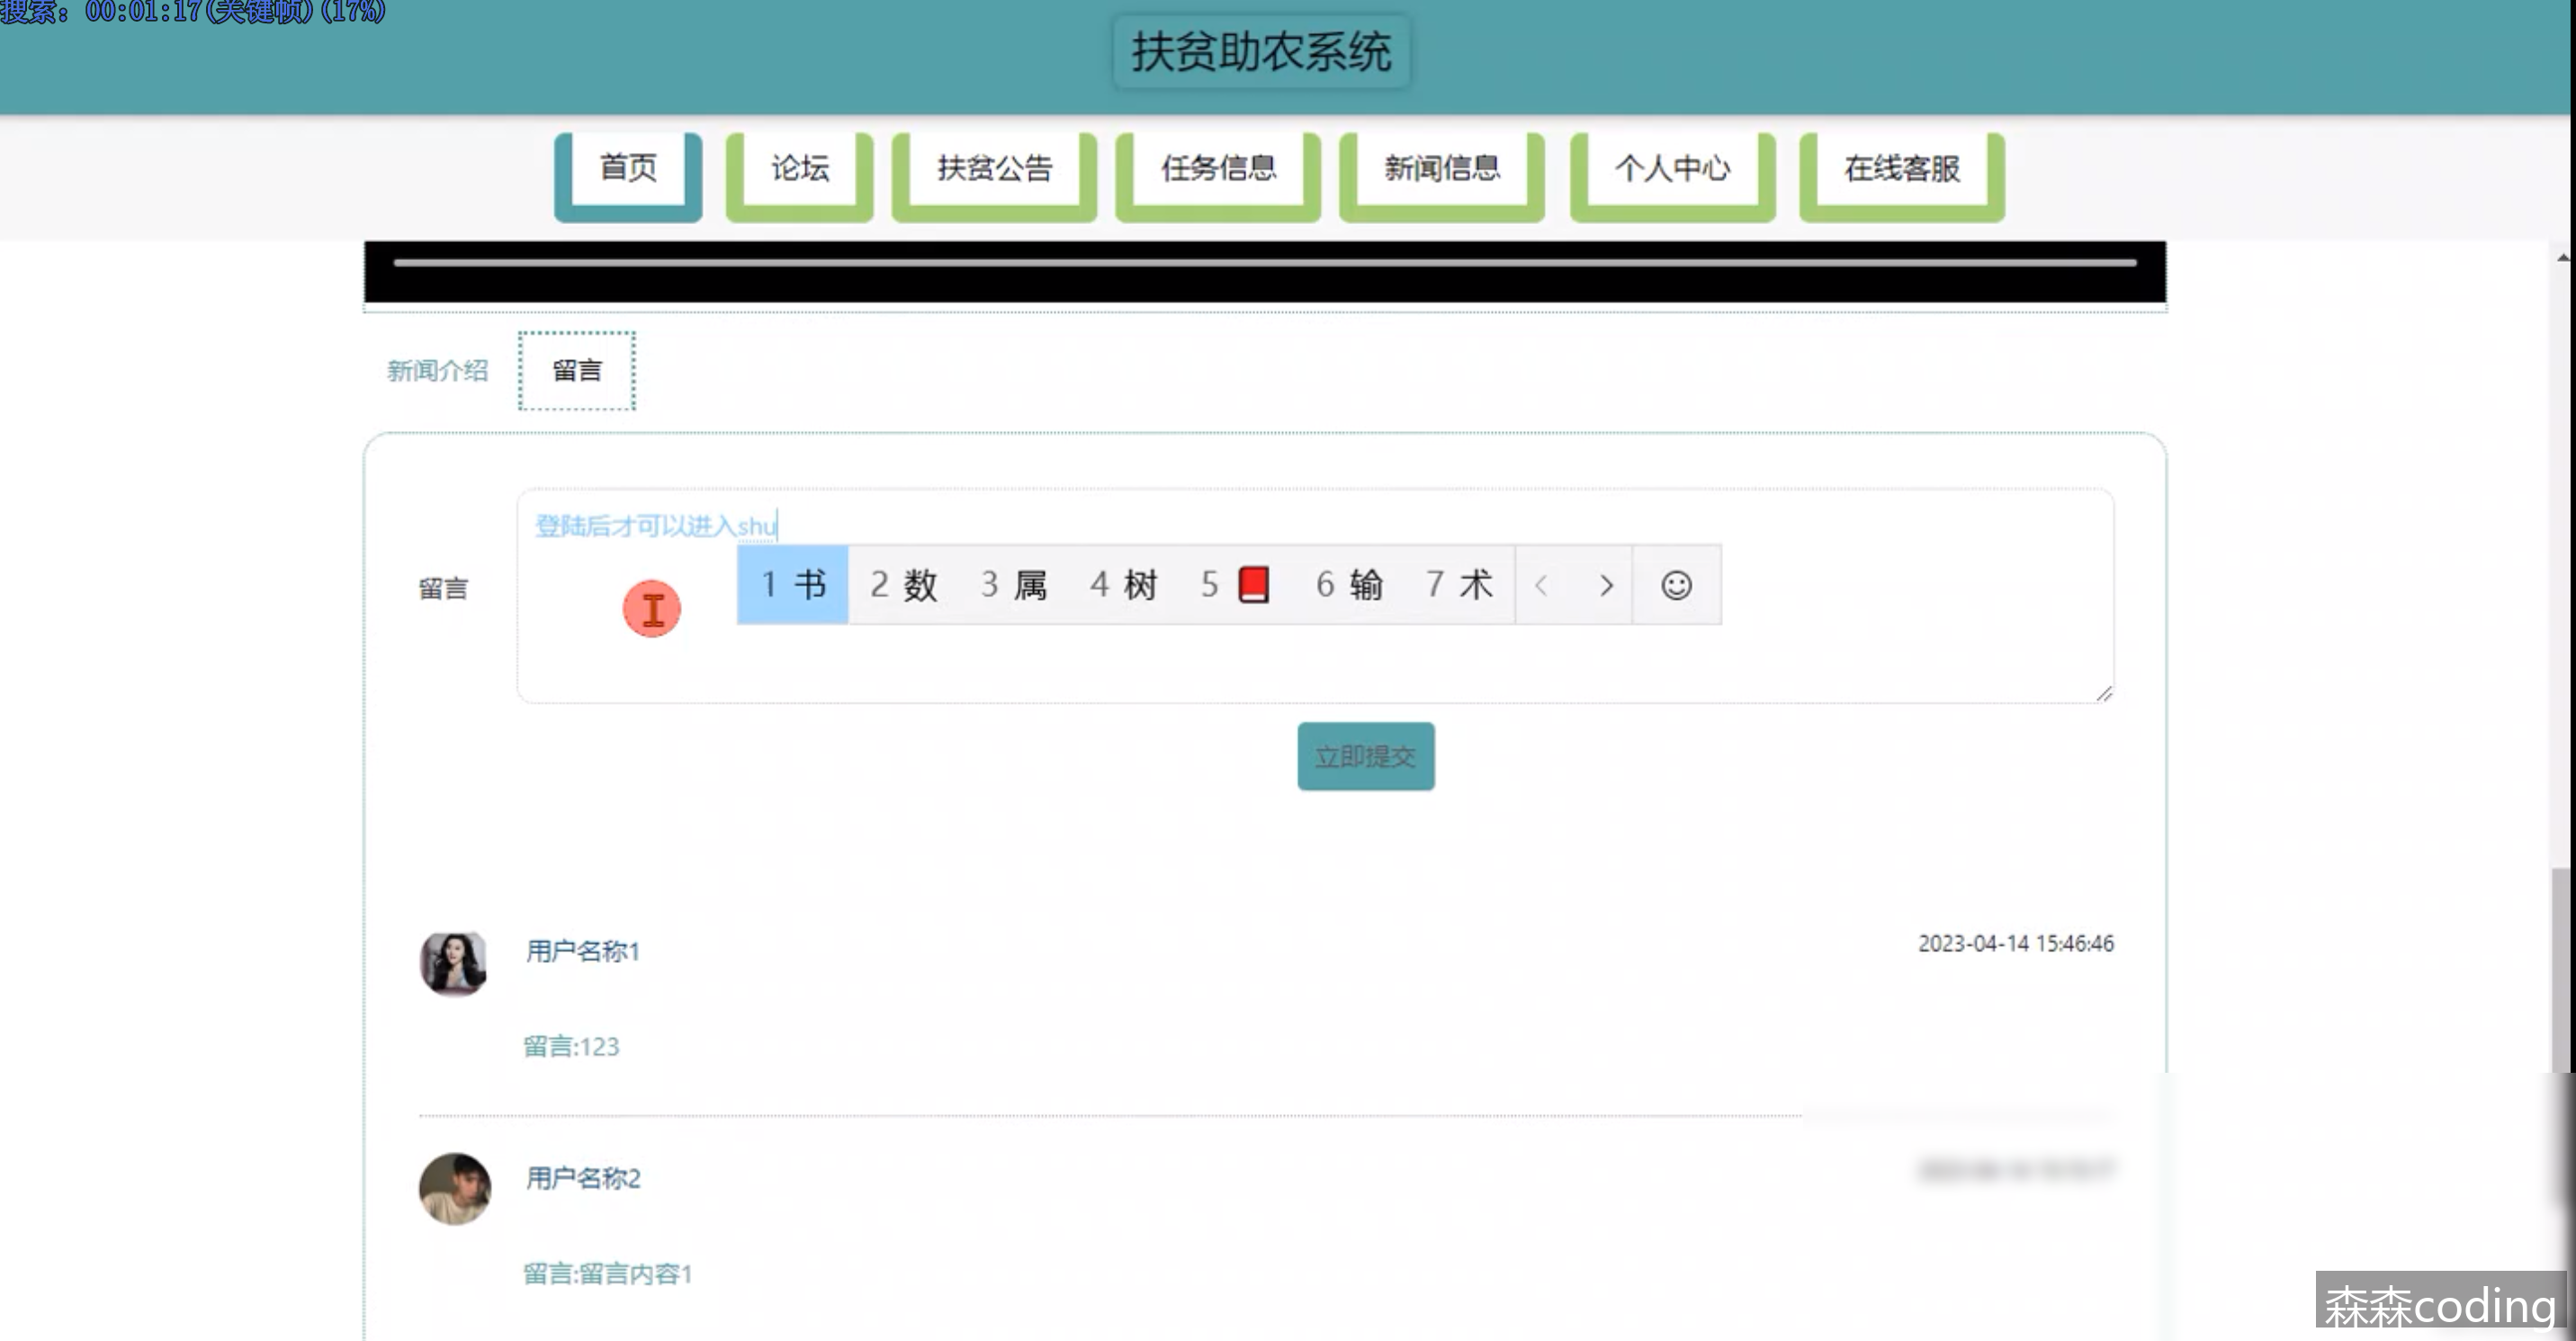 搜索: 00:01:17(关键帧)(17%)
扶贫助农系统
首页 论坛 扶贫公告 任务信息 新闻信息 个人中心 在线客服
新闻介绍 留言
登陆后才可以进入shu
留言
1 书 2 数 3 属 4 树 5 6 输 7 术
立即提交
用户名称1 2023-04-14 15:46:46
留言:123
用户名称2
留言:留言内容1
森森coding